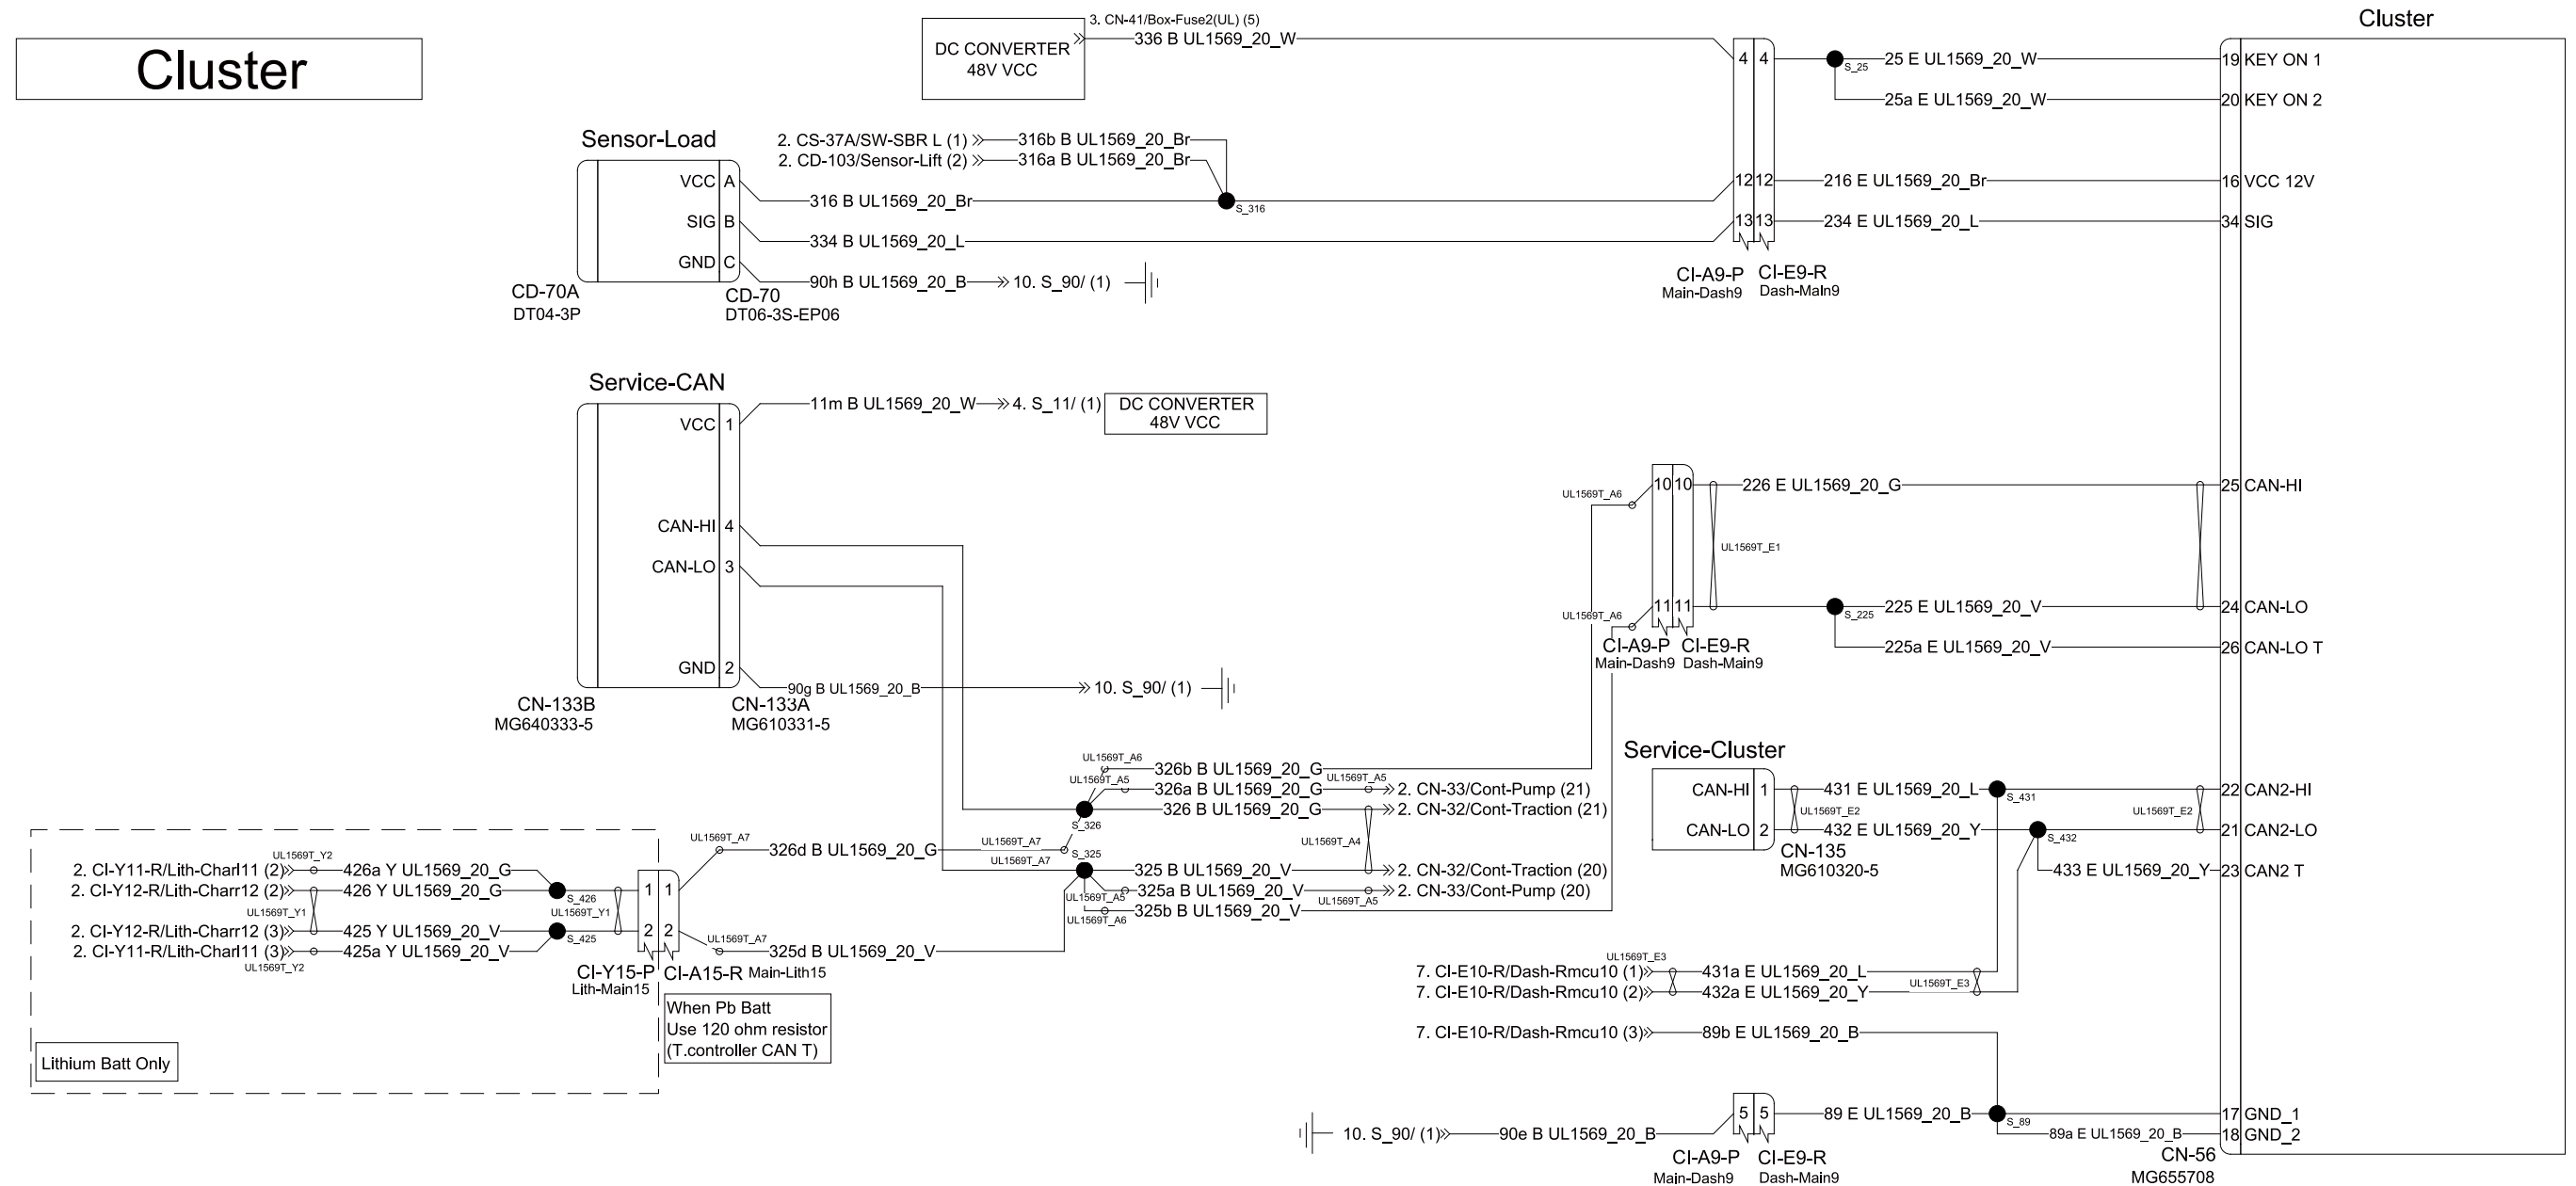 Cluster
Cluster
3. CN-41/Box-Fuse2(UL) (5)
DC CONVERTER
48V VCC
336 B UL1569_20_W
4 4
S_25
25 E UL1569_20_W
19 KEY ON 1
25a E UL1569_20_W
20 KEY ON 2
Sensor-Load
2. CS-37A/SW-SBR L (1)
316b B UL1569_20_Br
2. CD-103/Sensor-Lift (2)
316a B UL1569_20_Br
VCC A
316 B UL1569_20_Br
S_316
12 12
216 E UL1569_20_Br
16 VCC 12V
SIG B
334 B UL1569_20_L
13 13
234 E UL1569_20_L
34 SIG
GND C
90h B UL1569_20_B
10. S_90/ (1)
CD-70A
DT04-3P
CD-70
DT06-3S-EP06
CI-A9-P
Main-Dash9
CI-E9-R
Dash-Main9
Service-CAN
VCC 1
11m B UL1569_20_W
4. S_11/ (1)
DC CONVERTER
48V VCC
CAN-HI 4
CAN-LO 3
GND 2
90g B UL1569_20_B
10. S_90/ (1)
CN-133B
MG640333-5
CN-133A
MG610331-5
UL1569T_A6
10 10
226 E UL1569_20_G
25 CAN-HI
UL1569T_E1
UL1569T_A6
11 11
S_225
225 E UL1569_20_V
24 CAN-LO
225a E UL1569_20_V
26 CAN-LO T
CI-A9-P
Main-Dash9
CI-E9-R
Dash-Main9
UL1569T_A6
326b B UL1569_20_G
UL1569T_A5
326a B UL1569_20_G
UL1569T_A5
2. CN-33/Cont-Pump (21)
S_326
326 B UL1569_20_G
2. CN-32/Cont-Traction (21)
UL1569T_A4
UL1569T_A7
326d B UL1569_20_G
UL1569T_A7
UL1569T_A7
S_325
325 B UL1569_20_V
2. CN-32/Cont-Traction (20)
UL1569T_A5
325a B UL1569_20_V
UL1569T_A5
2. CN-33/Cont-Pump (20)
UL1569T_A6
325b B UL1569_20_V
UL1569T_A7
325d B UL1569_20_V
Service-Cluster
CAN-HI 1
431 E UL1569_20_L
S_431
22 CAN2-HI
UL1569T_E2
UL1569T_E2
CAN-LO 2
432 E UL1569_20_Y
S_432
21 CAN2-LO
433 E UL1569_20_Y
23 CAN2 T
CN-135
MG610320-5
UL1569T_Y2
2. CI-Y11-R/Lith-Charl11 (2)
426a Y UL1569_20_G
2. CI-Y12-R/Lith-Charr12 (2)
426 Y UL1569_20_G
S_426
1 1
UL1569T_Y1
UL1569T_Y1
2. CI-Y12-R/Lith-Charr12 (3)
425 Y UL1569_20_V
S_425
2 2
2. CI-Y11-R/Lith-Charl11 (3)
425a Y UL1569_20_V
UL1569T_Y2
CI-Y15-P
Lith-Main15
CI-A15-R Main-Lith15
When Pb Batt
Use 120 ohm resistor
(T.controller CAN T)
Lithium Batt Only
UL1569T_E3
7. CI-E10-R/Dash-Rmcu10 (1)
431a E UL1569_20_L
UL1569T_E3
7. CI-E10-R/Dash-Rmcu10 (2)
432a E UL1569_20_Y
7. CI-E10-R/Dash-Rmcu10 (3)
89b E UL1569_20_B
10. S_90/ (1)
90e B UL1569_20_B
5 5
89 E UL1569_20_B
S_89
17 GND_1
89a E UL1569_20_B
18 GND_2
CI-A9-P
Main-Dash9
CI-E9-R
Dash-Main9
CN-56
MG655708